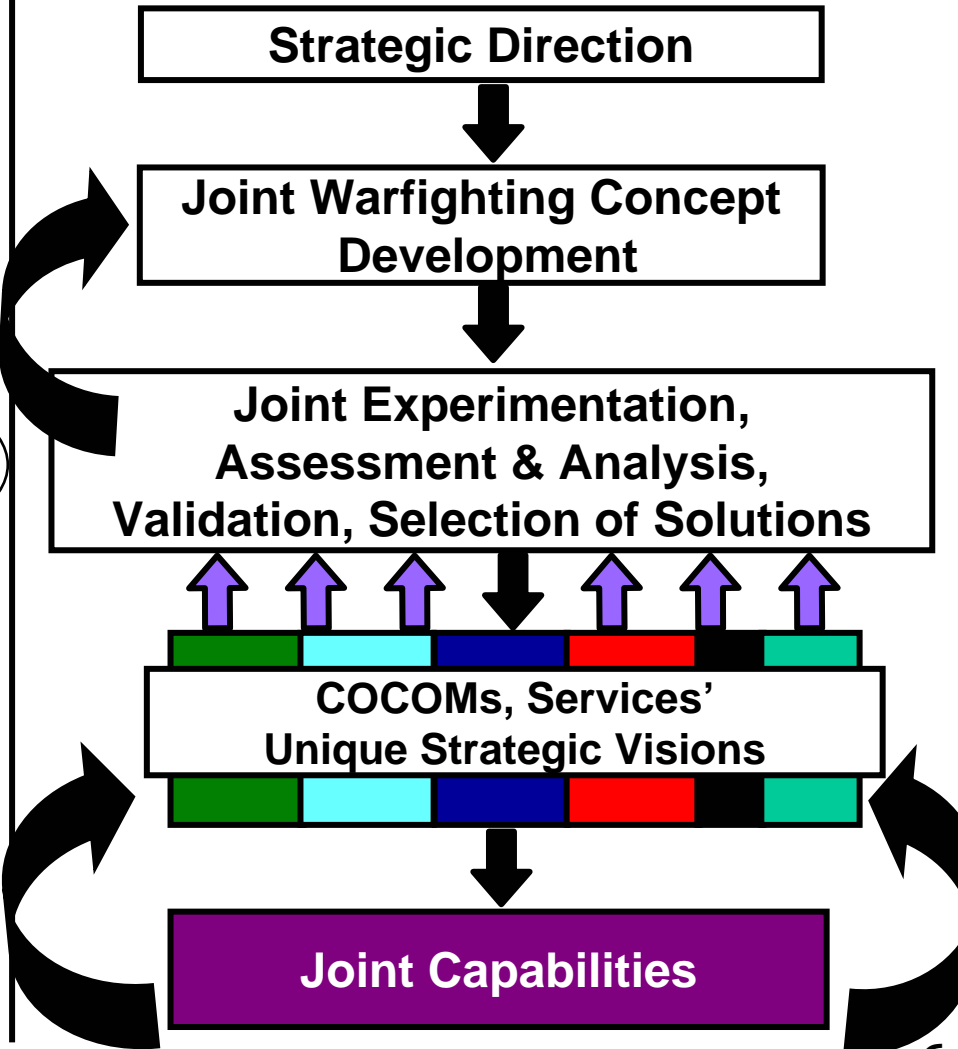 Strategic Direction
Joint Warfighting Concept
Development
Joint Experimentation,
Assessment & Analysis,
Validation, Selection of Solutions
COCOMs, Services’
Unique Strategic Visions
Joint Capabilities